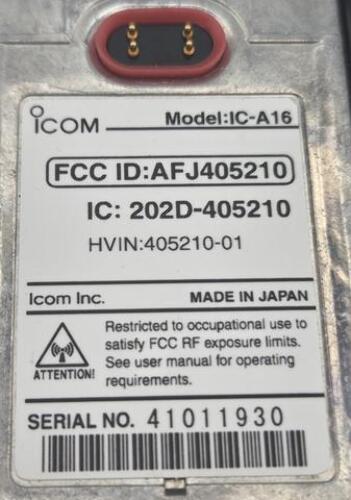 ICOM Model:IC-A16
FCC ID:AFJ405210
IC: 202D-405210
HVIN:405210-01
Icom Inc. MADE IN JAPAN
Restricted to occupational use to
satisfy FCC RF exposure limits.
See user manual for operating
requirements.
ATTENTION!
SERIAL NO. 41011930